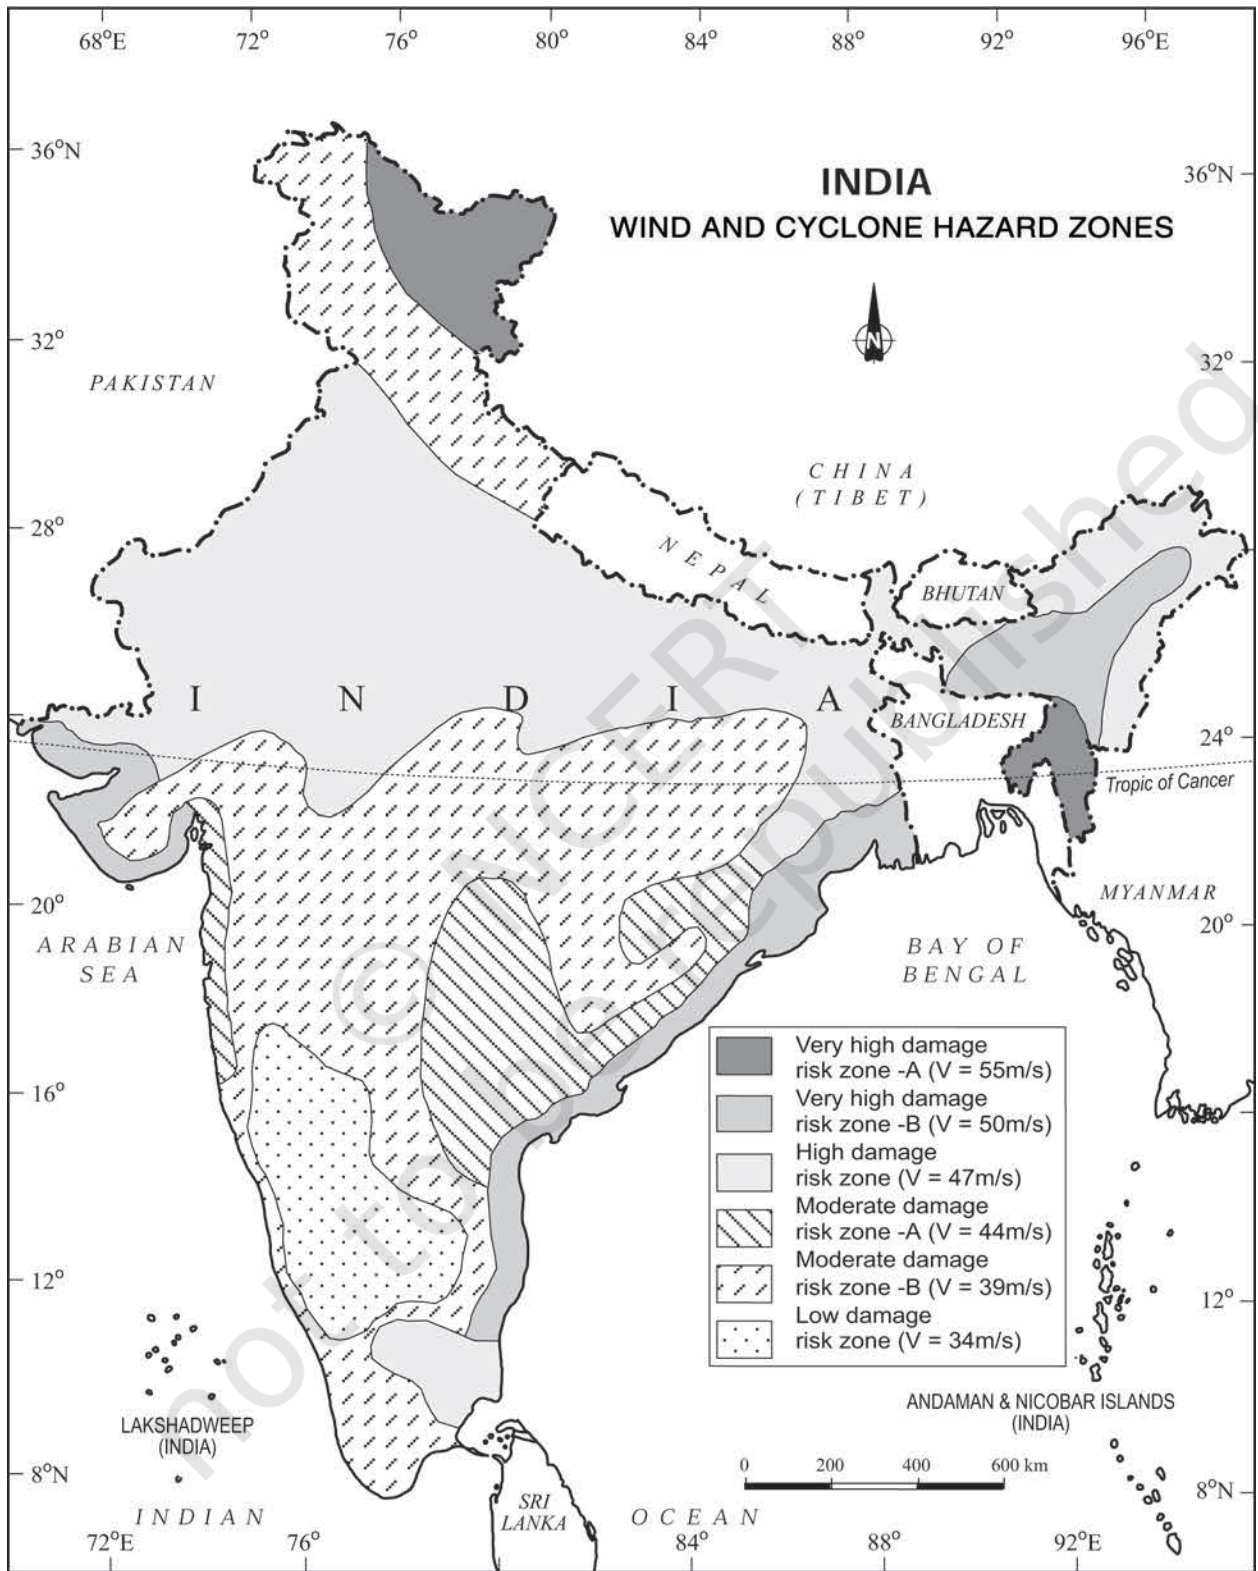 68°E 72° 76° 80° 84° 88° 92° 96°E
36°N
INDIA
36°N
WIND AND CYCLONE HAZARD ZONES
N
32°
32°
PAKISTAN
CHINA
(TIBET)
28°
NEPAL
BHUTAN
INDIA
BANGLADESH
24°
Tropic of Cancer
MYANMAR
20°
20°
ARABIAN
SEA
BAY OF
BENGAL
Very high damage
risk zone -A (V = 55m/s)
16°
Very high damage
risk zone -B (V = 50m/s)
High damage
risk zone (V = 47m/s)
Moderate damage
risk zone -A (V = 44m/s)
Moderate damage
risk zone -B (V = 39m/s)
12°
12°
Low damage
risk zone (V = 34m/s)
LAKSHADWEEP
(INDIA)
ANDAMAN & NICOBAR ISLANDS
(INDIA)
0 200 400 600 km
8°N
8°N
SRI
LANKA
INDIAN OCEAN
72°E 76° 84° 88° 92°E
© NCERT
not to be republished